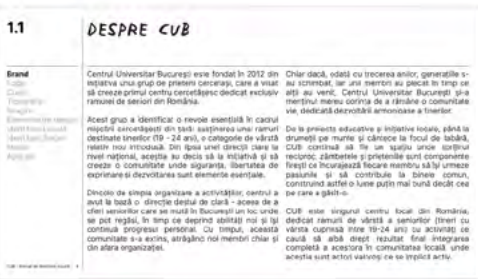 1.1
DESPRE CUB
Brand
Centrul Universitar București este fondat în 2012 din
inițiativa unui grup de prieteni cercetași, care a visat
să creeze primul centru cercetășesc dedicat exclusiv
ramurei de seniori din România.
Acest grup a identificat o nevoie esențială în cadrul
mișcării cercetășești din țară: susținerea unei ramuri
destinate tinerilor (19 - 24 ani), o categorie de vârstă
relativ nou introdusă. Din lipsa unei direcții clare la
nivel național, aceștia au decis să ia inițiativă și să
creeze o comunitate unde siguranța, libertatea de
exprimare și dezvoltarea sunt elemente esențiale.
Dincolo de simpla organizare a activităților, centrul a
avut la bază o direcție destul de clară - aceea de a
oferi seniorilor care se mută în București un loc unde
se pot regăsi, în timp ce deprind abilități noi și își
continuă progresul personal. Cu timpul, această
comunitate s-a extins, atrăgând noi membri chiar și
din afara organizației.
Chiar dacă, odată cu trecerea anilor, generațiile s-
au schimbat, iar unii membri au plecat în timp ce
alții au venit, Centrul Universitar București și-a
menținut mereu dorința de a rămâne o comunitate
vie, dedicată dezvoltării armonioase a tinerilor.
De la proiecte educative și inițiative locale, până la
drumeții pe munte și cântece la focul de tabără,
CUB continuă să fie un spațiu unde sprijinul
reciproc, zâmbetele și prieteniile sunt componente
firești ce încurajează fiecare membru să își urmeze
pasiunile și să contribuie la binele comun,
construind astfel o lume puțin mai bună decât cea
pe care a găsit-o.
CUB este singurul centru local din România,
dedicat ramurii de vârstă a seniorilor (tineri cu
vârsta cuprinsă între 19-24 ani) cu activități ce
caută să aibă drept rezultat final integrarea
completă a acestora în comunitatea locală, unde
aceștia sunt actori valivoși ce se implică activ.